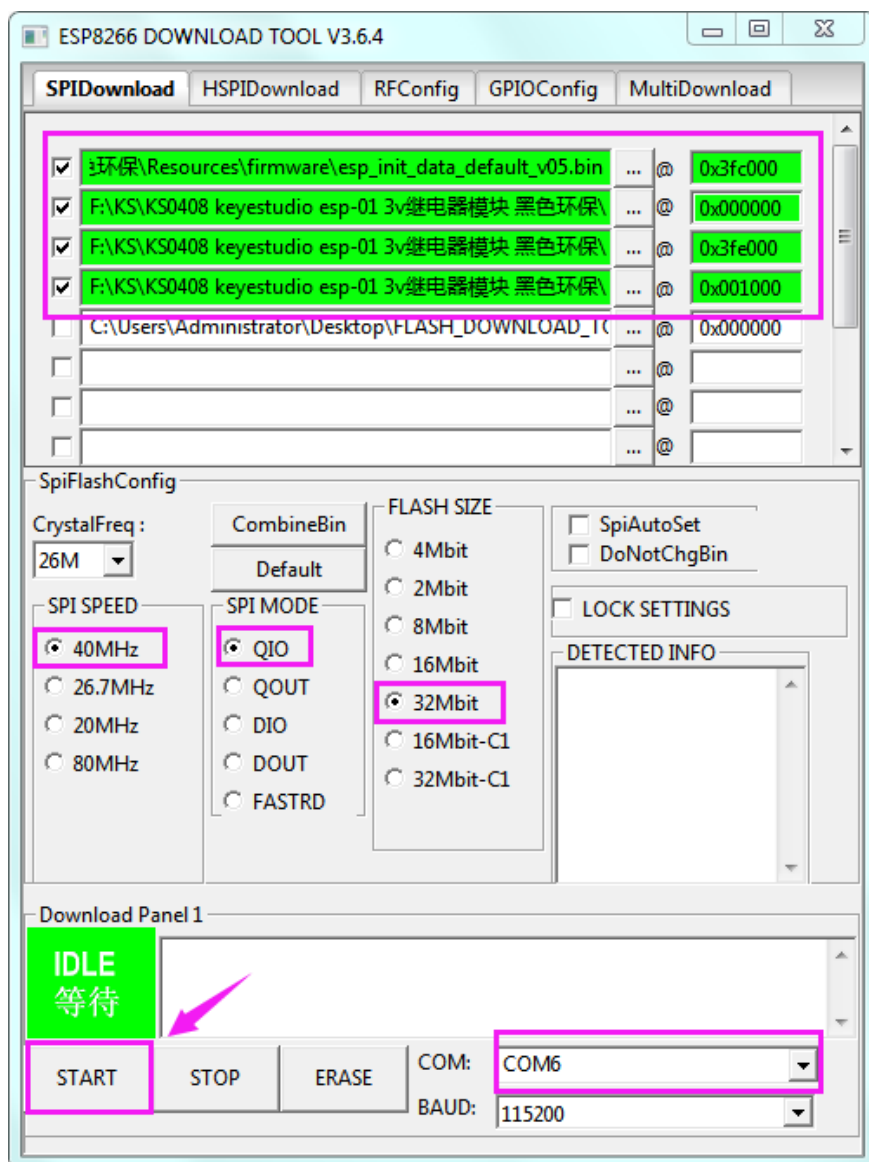 ESP8266 DOWNLOAD TOOL V3.6.4
SPIDownload HSPIDownload RFConfig GPIOConfig MultiDownload
环保\Resources\firmware\esp_init_data_default_v05.bin ... @ 0x3fc000
F:\KS\KS0408 keyestudio esp-01 3v继电器模块 黑色环保\ ... @ 0x000000
F:\KS\KS0408 keyestudio esp-01 3v继电器模块 黑色环保\ ... @ 0x3fe000
F:\KS\KS0408 keyestudio esp-01 3v继电器模块 黑色环保\ ... @ 0x001000
C:\Users\Administrator\Desktop\FLASH_DOWNLOAD_T ... @ 0x000000
... @
... @
... @
SpiFlashConfig
CrystalFreq :
26M
CombineBin
Default
SPI SPEED
40MHz
26.7MHz
20MHz
80MHz
SPI MODE
QIO
QOUT
DIO
DOUT
FASTRD
FLASH SIZE
4Mbit
2Mbit
8Mbit
16Mbit
32Mbit
16Mbit-C1
32Mbit-C1
SpiAutoSet
DoNotChgBin
LOCK SETTINGS
DETECTED INFO
Download Panel 1
IDLE
等待
START STOP ERASE
COM: COM6
BAUD: 115200